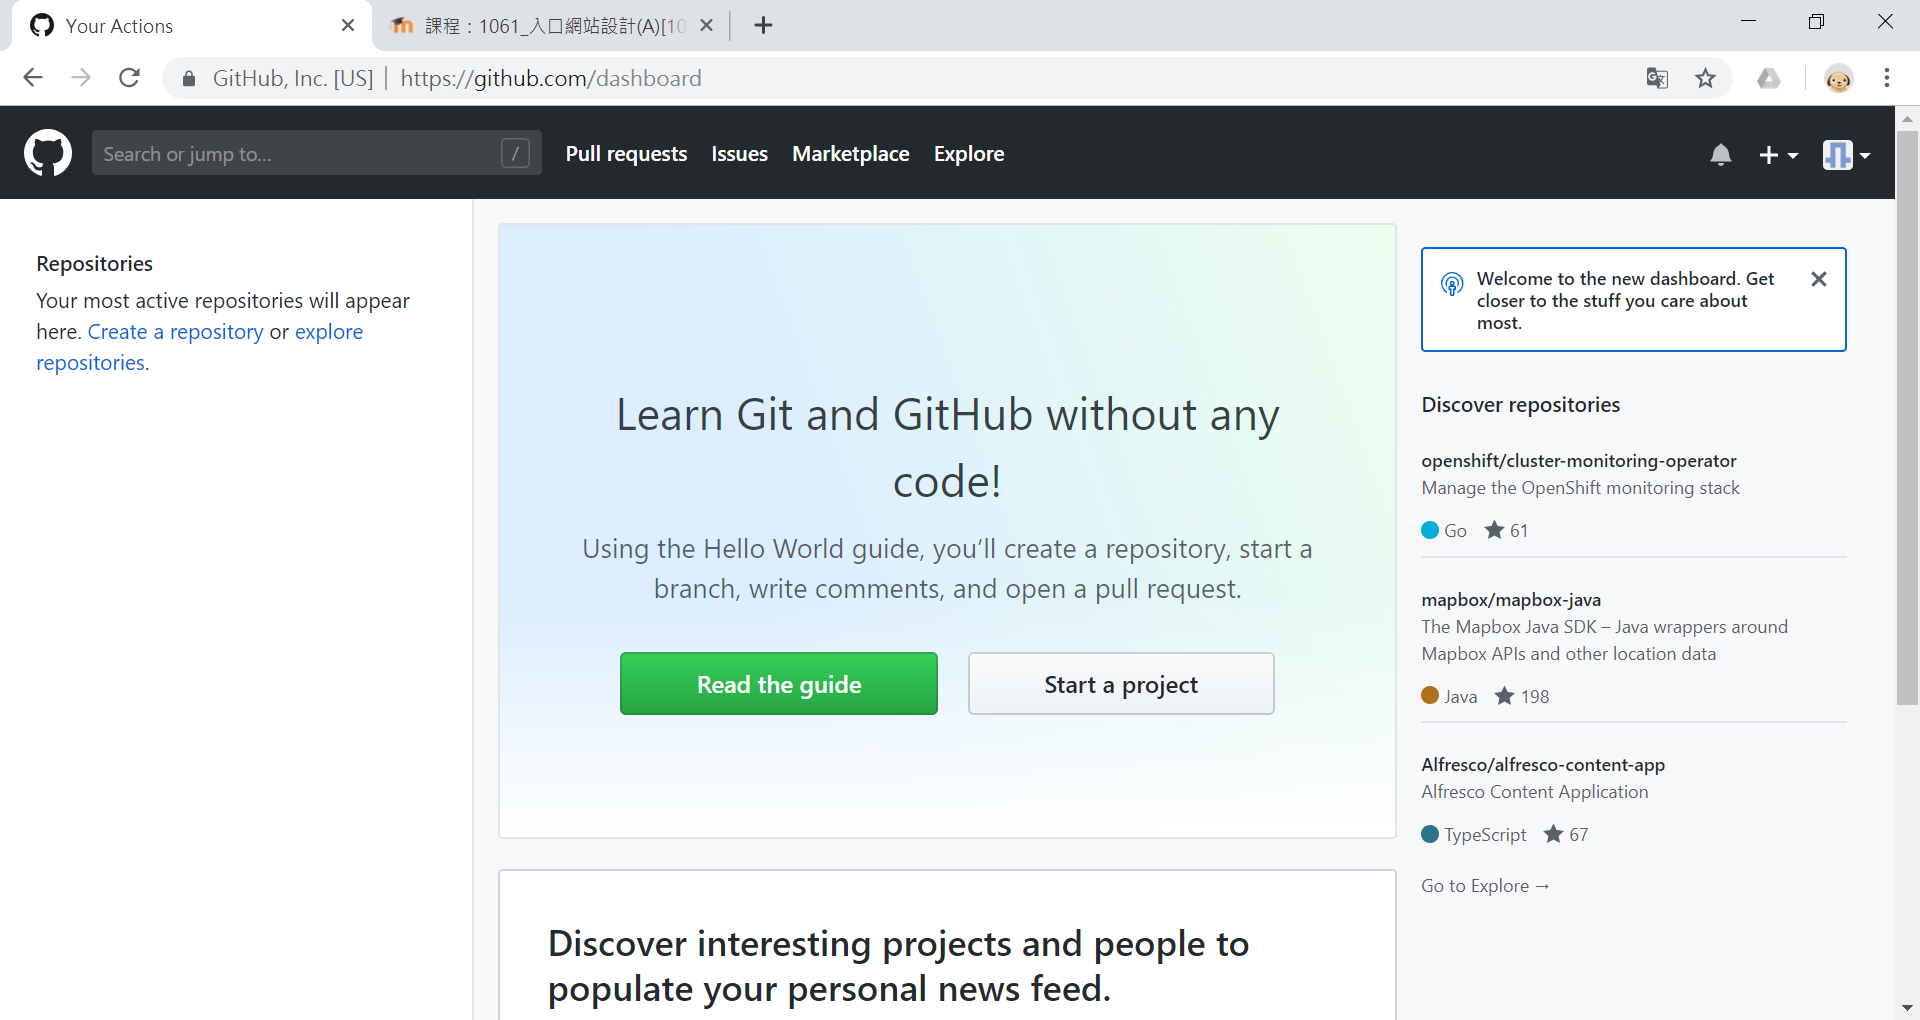 Your Actions
課程：1061_入口網站設計(A)[10
GitHub, Inc. [US] | https://github.com/dashboard
Search or jump to... /
Pull requests Issues Marketplace Explore
Repositories
Your most active repositories will appear
here. Create a repository or explore
repositories.
Learn Git and GitHub without any
code!
Using the Hello World guide, you’ll create a repository, start a
branch, write comments, and open a pull request.
Read the guide
Start a project
Discover interesting projects and people to
populate your personal news feed.
Welcome to the new dashboard. Get
closer to the stuff you care about
most.
Discover repositories
openshift/cluster-monitoring-operator
Manage the OpenShift monitoring stack
Go 61
mapbox/mapbox-java
The Mapbox Java SDK – Java wrappers around
Mapbox APIs and other location data
Java 198
Alfresco/alfresco-content-app
Alfresco Content Application
TypeScript 67
Go to Explore →